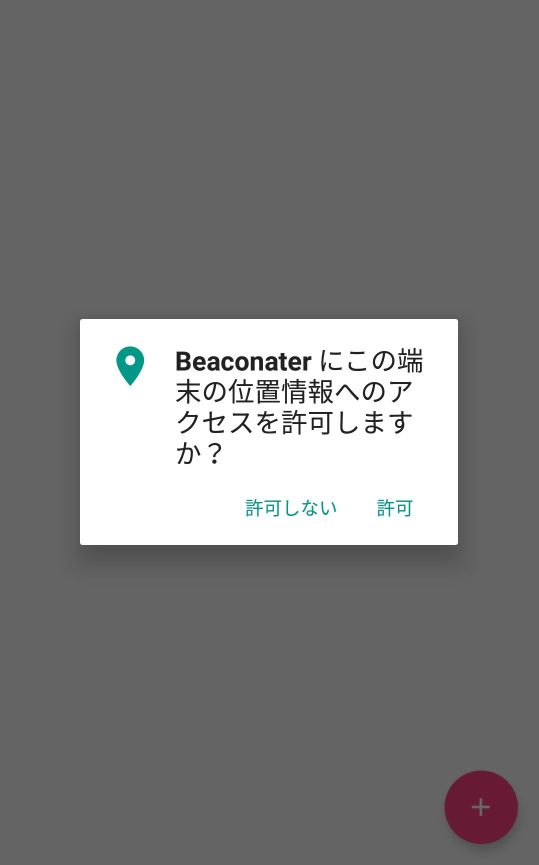 Beaconater にこの端
末の位置情報へのア
クセスを許可します
か？
許可しない 許可
+